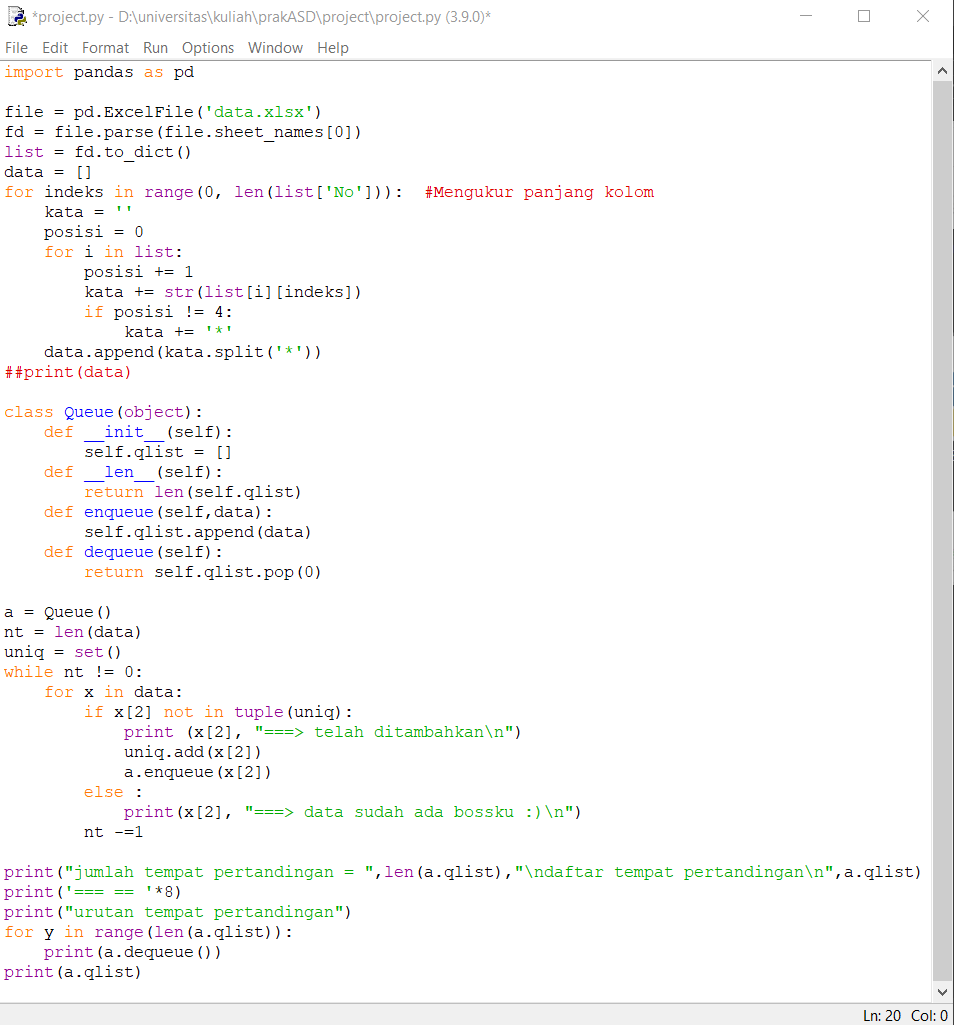 *project.py - D:\universitas\kuliah\prakASD\project\project.py (3.9.0)*
File Edit Format Run Options Window Help
import pandas as pd

file = pd.ExcelFile('data.xlsx')
fd = file.parse(file.sheet_names[0])
list = fd.to_dict()
data = []
for indeks in range(0, len(list['No'])):  #Mengukur panjang kolom
    kata = ''
    posisi = 0
    for i in list:
        posisi += 1
        kata += str(list[i][indeks])
        if posisi != 4:
            kata += '*'
    data.append(kata.split('*'))
##print(data)

class Queue(object):
    def __init__(self):
        self.qlist = []
    def __len__(self):
        return len(self.qlist)
    def enqueue(self,data):
        self.qlist.append(data)
    def dequeue(self):
        return self.qlist.pop(0)

a = Queue()
nt = len(data)
uniq = set()
while nt != 0:
    for x in data:
        if x[2] not in tuple(uniq):
            print (x[2], "===> telah ditambahkan\n")
            uniq.add(x[2])
            a.enqueue(x[2])
        else :
            print(x[2], "===> data sudah ada bossku :)\n")
        nt -=1

print("jumlah tempat pertandingan = ",len(a.qlist),"\ndaftar tempat pertandingan\n",a.qlist)
print('=== == '*8)
print("urutan tempat pertandingan")
for y in range(len(a.qlist)):
    print(a.dequeue())
print(a.qlist)
Ln: 20 Col: 0